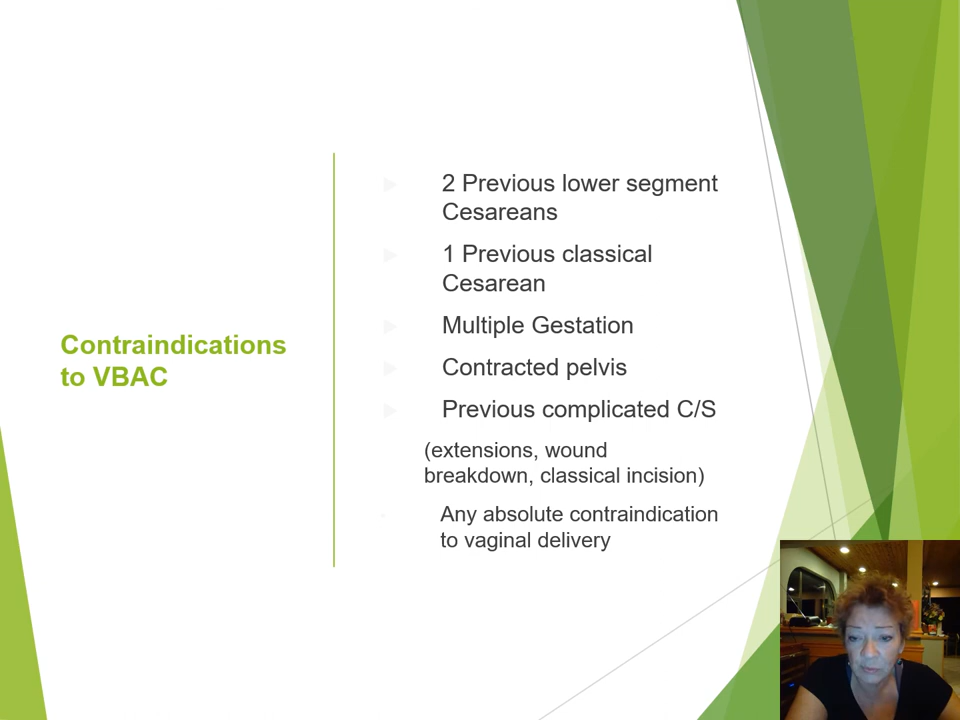 Contraindications
to VBAC
2 Previous lower segment
Cesareans
1 Previous classical
Cesarean
Multiple Gestation
Contracted pelvis
Previous complicated C/S
(extensions, wound
breakdown, classical incision)
Any absolute contraindication
to vaginal delivery